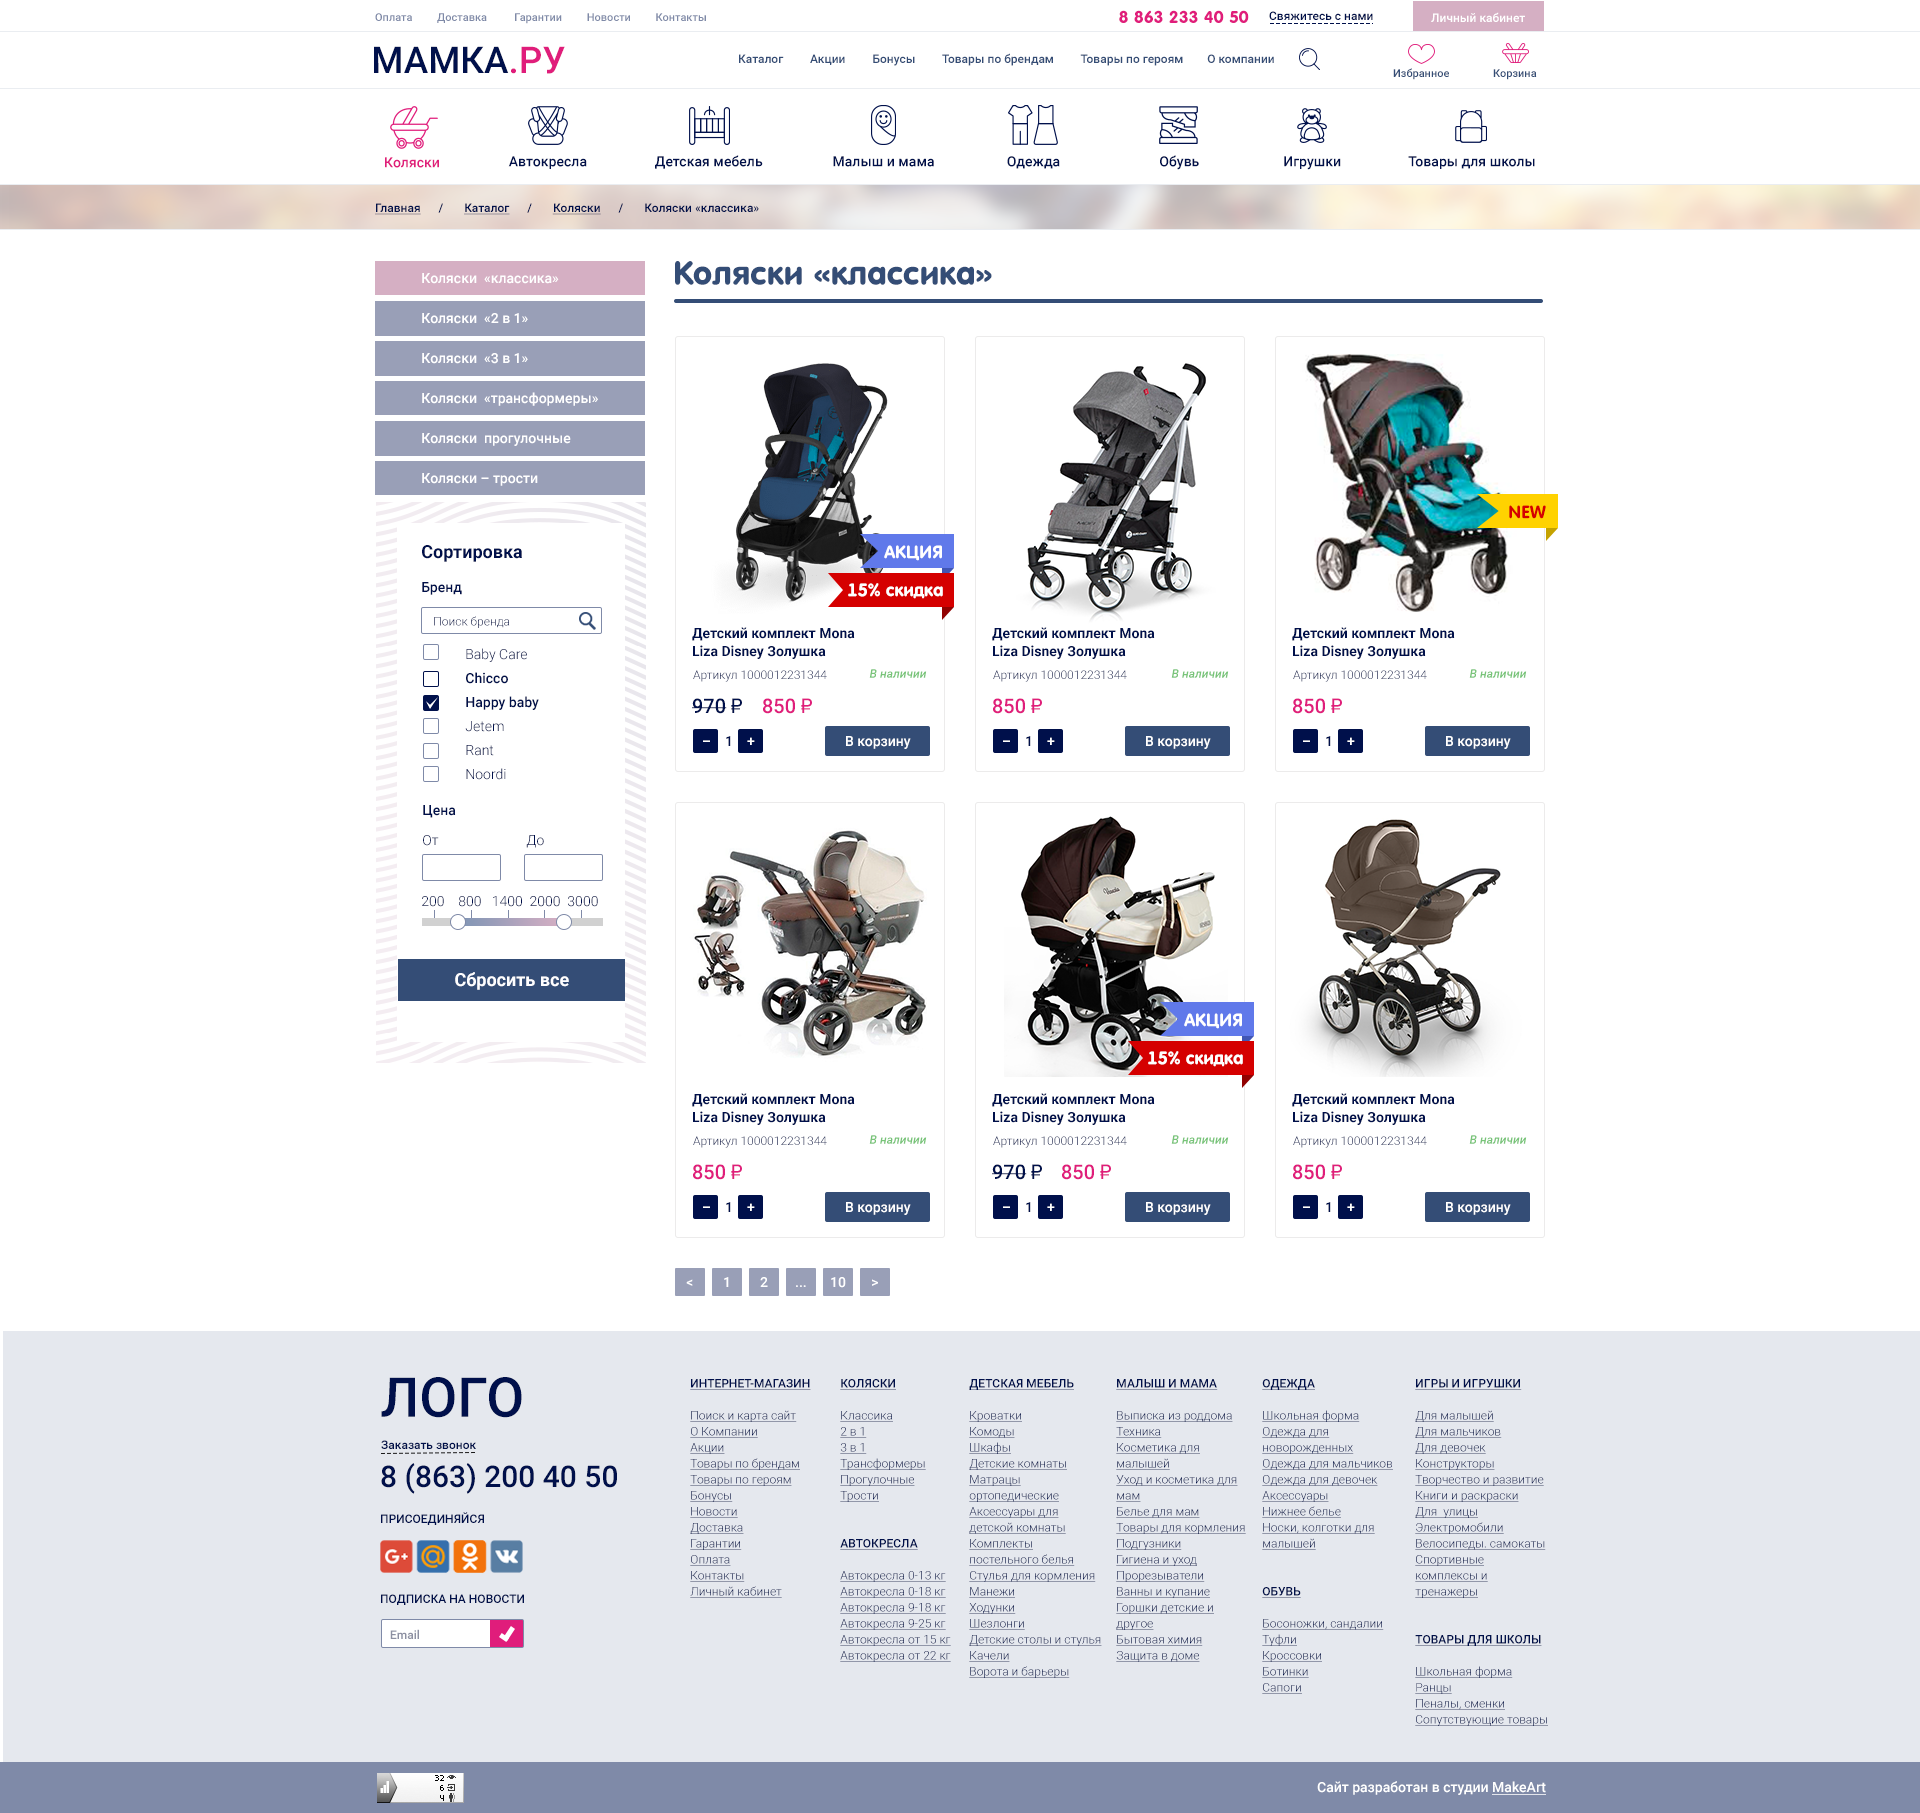 Оплата Доставка Гарантии Новости Контакты 8 863 233 40 50 Свяжитесь с нами Личный кабинет
МАМКА.РУ Каталог Акции Бонусы Товары по брендам Товары по героям О компании Избранное Корзина
Коляски Автокресла Детская мебель Малыш и мама Одежда Обувь Игрушки Товары для школы
Главная / Каталог / Коляски / Коляски «классика»
Коляски «классика»
Коляски «2 в 1»
Коляски «3 в 1»
Коляски «трансформеры»
Коляски прогулочные
Коляски – трости
Сортировка
Бренд
Поиск бренда
Baby Care
Chicco
Happy baby
Jetem
Rant
Noordi
Цена
От До
200 800 1400 2000 3000
Сбросить все
Коляски «классика»
АКЦИЯ
15% скидка
Детский комплект Mona
Liza Disney Золушка
Артикул 1000012231344 В наличии
970 ₽ 850 ₽
– 1 + В корзину
Детский комплект Mona
Liza Disney Золушка
Артикул 1000012231344 В наличии
850 ₽
– 1 + В корзину
NEW
Детский комплект Mona
Liza Disney Золушка
Артикул 1000012231344 В наличии
850 ₽
– 1 + В корзину
Детский комплект Mona
Liza Disney Золушка
Артикул 1000012231344 В наличии
850 ₽
– 1 + В корзину
АКЦИЯ
15% скидка
Детский комплект Mona
Liza Disney Золушка
Артикул 1000012231344 В наличии
970 ₽ 850 ₽
– 1 + В корзину
Детский комплект Mona
Liza Disney Золушка
Артикул 1000012231344 В наличии
850 ₽
– 1 + В корзину
< 1 2 ... 10 >
ЛОГО
Заказать звонок
8 (863) 200 40 50
ПРИСОЕДИНЯЙСЯ
G+ @ VK
ПОДПИСКА НА НОВОСТИ
Email
ИНТЕРНЕТ-МАГАЗИН
Поиск и карта сайт
О Компании
Акции
Товары по брендам
Товары по героям
Бонусы
Новости
Доставка
Гарантии
Оплата
Контакты
Личный кабинет
КОЛЯСКИ
Классика
2 в 1
3 в 1
Трансформеры
Прогулочные
Трости
АВТОКРЕСЛА
Автокресла 0-13 кг
Автокресла 0-18 кг
Автокресла 9-18 кг
Автокресла 9-25 кг
Автокресла от 15 кг
Автокресла от 22 кг
ДЕТСКАЯ МЕБЕЛЬ
Кроватки
Комоды
Шкафы
Детские комнаты
Матрацы
ортопедические
Аксессуары для
детской комнаты
Комплекты
постельного белья
Стулья для кормления
Манежи
Ходунки
Шезлонги
Детские столы и стулья
Качели
Ворота и барьеры
МАЛЫШ И МАМА
Выписка из роддома
Техника
Косметика для
малышей
Уход и косметика для
мам
Белье для мам
Товары для кормления
Подгузники
Гигиена и уход
Прорезыватели
Ванны и купание
Горшки детские и
другое
Бытовая химия
Защита в доме
ОДЕЖДА
Школьная форма
Одежда для
новорожденных
Одежда для мальчиков
Одежда для девочек
Аксессуары
Нижнее белье
Носки, колготки для
малышей
ОБУВЬ
Босоножки, сандалии
Туфли
Кроссовки
Ботинки
Сапоги
ИГРЫ И ИГРУШКИ
Для малышей
Для мальчиков
Для девочек
Конструкторы
Творчество и развитие
Книги и раскраски
Для улицы
Электромобили
Велосипеды. самокаты
Спортивные
комплексы и
тренажеры
ТОВАРЫ ДЛЯ ШКОЛЫ
Школьная форма
Ранцы
Пеналы, сменки
Сопутствующие товары
32
6
4
Сайт разработан в студии MakeArt